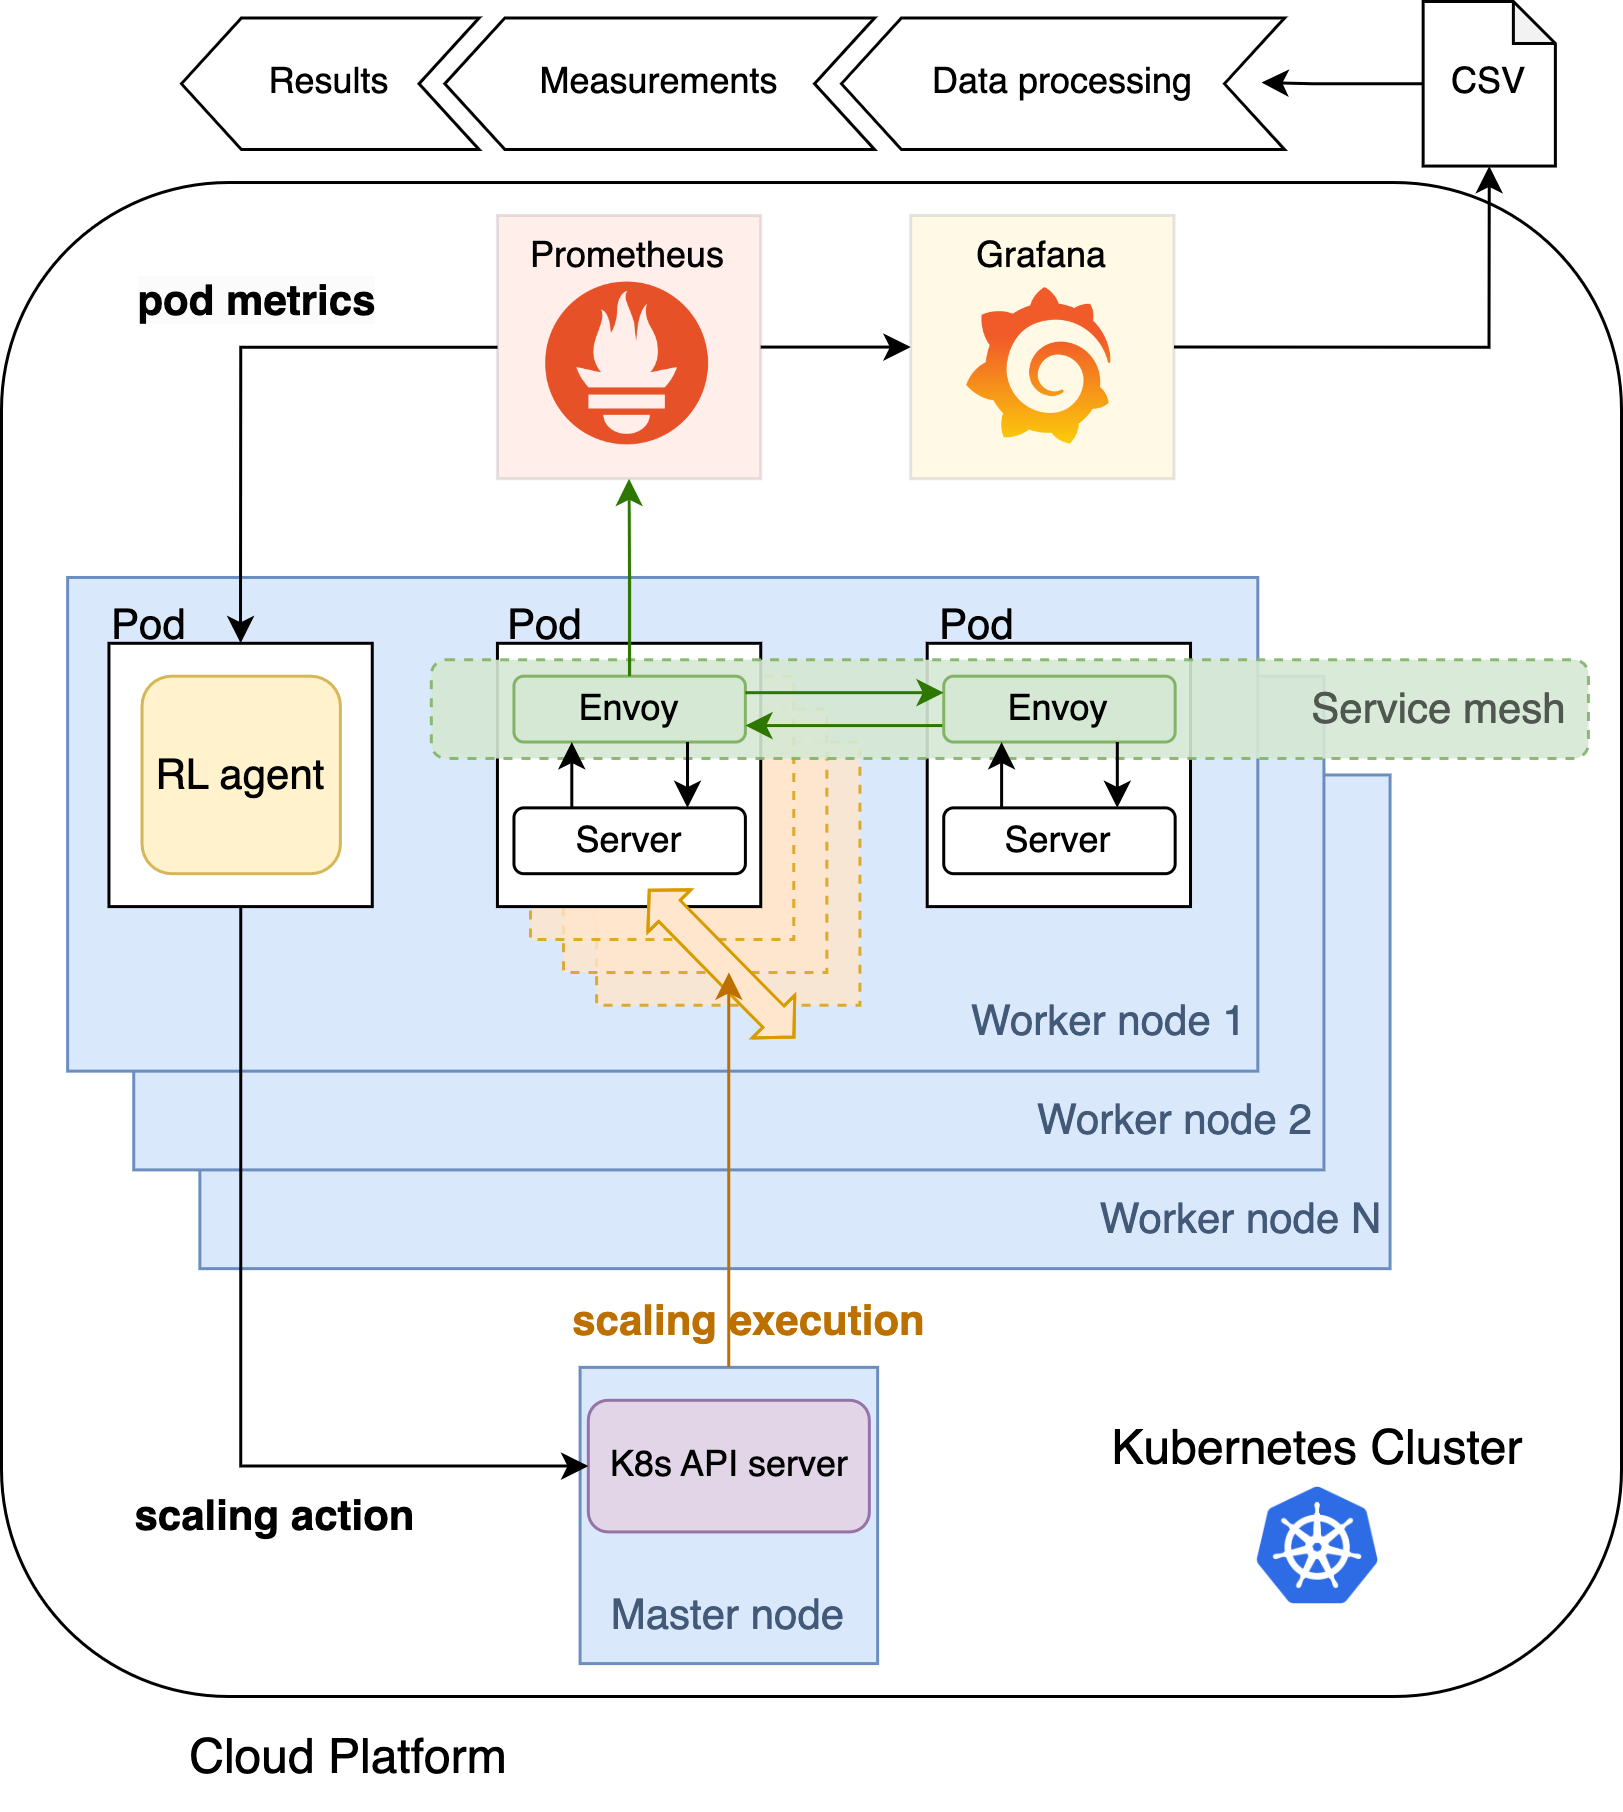 Results
Measurements
Data processing
CSV
Prometheus
Grafana
pod metrics
Pod
Pod
Pod
Envoy
Envoy
Service mesh
RL agent
Server
Server
Worker node 1
Worker node 2
Worker node N
scaling execution
K8s API server
Kubernetes Cluster
scaling action
Master node
Cloud Platform